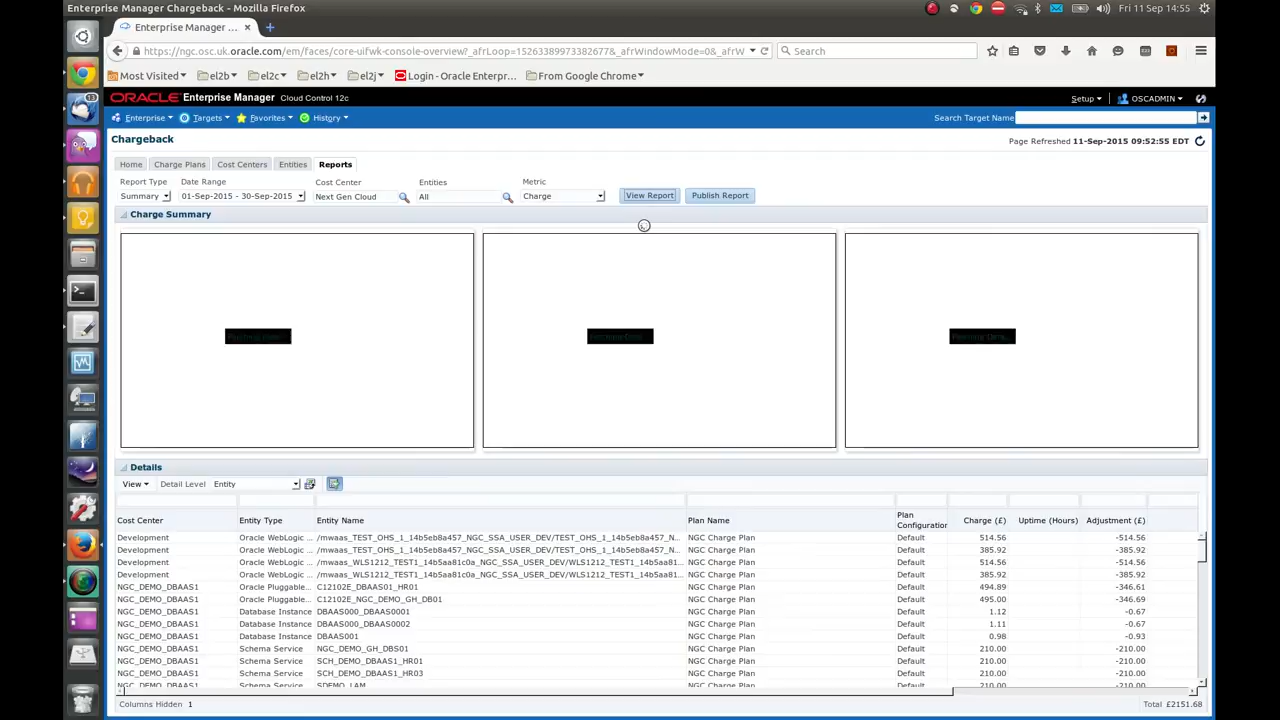 Enterprise Manager Chargeback - Mozilla Firefox
Fri 11 Sep 14:55
Enterprise Manager ...
https://ngc.osc.uk.oracle.com/em/faces/core-uifwk-console-overview?_afrLoop=15263389973382677&_afrWindowMode=0&_afrW
Search
Most Visited el2b el2c el2h el2j Login - Oracle Enterpr... From Google Chrome
ORACLE Enterprise Manager Cloud Control 12c
Setup OSCADMIN
Enterprise Targets Favorites History
Search Target Name
Chargeback
Page Refreshed 11-Sep-2015 09:52:55 EDT
Home Charge Plans Cost Centers Entities Reports
Report Type Date Range Cost Center Entities Metric
Summary 01-Sep-2015 - 30-Sep-2015 Next Gen Cloud All Charge View Report Publish Report
Charge Summary
Details
View Detail Level Entity
Cost Center Entity Type Entity Name Plan Name Plan Configuration Charge (£) Uptime (Hours) Adjustment (£)
Development Oracle WebLogic ... /mwaas_TEST_OHS_1_14b5eb8a457_NGC_SSA_USER_DEV/TEST_OHS_1_14b5eb8a457_N... NGC Charge Plan Default 514.56 -514.56
Development Oracle WebLogic ... /mwaas_TEST_OHS_1_14b5eb8a457_NGC_SSA_USER_DEV/TEST_OHS_1_14b5eb8a457_N... NGC Charge Plan Default 385.92 -385.92
Development Oracle WebLogic ... /mwaas_WLS1212_TEST1_14b5aa81c0a_NGC_SSA_USER_DEV/WLS1212_TEST1_14b5aa81... NGC Charge Plan Default 514.56 -514.56
Development Oracle WebLogic ... /mwaas_WLS1212_TEST1_14b5aa81c0a_NGC_SSA_USER_DEV/WLS1212_TEST1_14b5aa81... NGC Charge Plan Default 385.92 -385.92
NGC_DEMO_DBAAS1 Oracle Pluggable... C12102E_DBAAS01_HR01 NGC Charge Plan Default 494.89 -346.61
NGC_DEMO_DBAAS1 Oracle Pluggable... C12102E_NGC_DEMO_GH_DB01 NGC Charge Plan Default 495.00 -346.69
NGC_DEMO_DBAAS1 Database Instance DBAAS000_DBAAS0001 NGC Charge Plan Default 1.12 -0.67
NGC_DEMO_DBAAS1 Database Instance DBAAS000_DBAAS0002 NGC Charge Plan Default 1.11 -0.67
NGC_DEMO_DBAAS1 Database Instance DBAAS001 NGC Charge Plan Default 0.98 -0.93
NGC_DEMO_DBAAS1 Schema Service NGC_DEMO_GH_DBS01 NGC Charge Plan Default 210.00 -210.00
NGC_DEMO_DBAAS1 Schema Service SCH_DEMO_DBAAS1_HR01 NGC Charge Plan Default 210.00 -210.00
NGC_DEMO_DBAAS1 Schema Service SCH_DEMO_DBAAS1_HR03 NGC Charge Plan Default 210.00 -210.00
NGC_DEMO_DBAAS1 Schema Service SDEMO_LAM NGC Charge Plan Default 210.00 -210.00
Columns Hidden 1
Total £2151.68